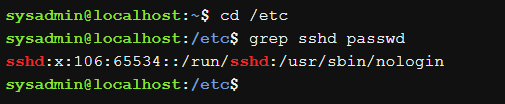 sysadmin@localhost:~$ cd /etc
sysadmin@localhost:/etc$ grep sshd passwd
sshd:x:106:65534::/run/sshd:/usr/sbin/nologin
sysadmin@localhost:/etc$